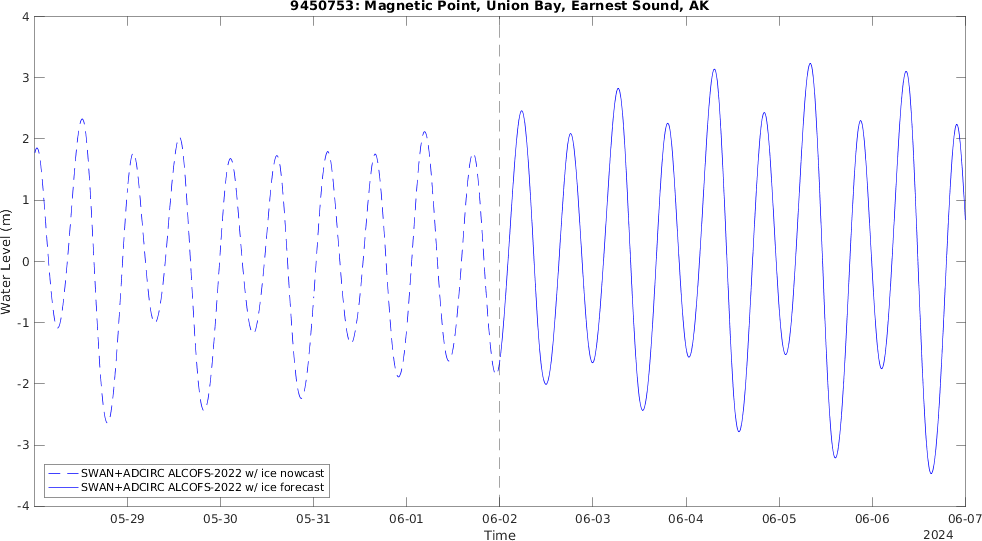 9450753: Magnetic Point, Union Bay, Earnest Sound, AK
4
3
2
1
0
-1
-2
-3
-4
Water Level (m)
SWAN+ADCIRC ALCOFS-2022 w/ ice nowcast
SWAN+ADCIRC ALCOFS-2022 w/ ice forecast
05-29 05-30 05-31 06-01 06-02 06-03 06-04 06-05 06-06 06-07
Time
2024